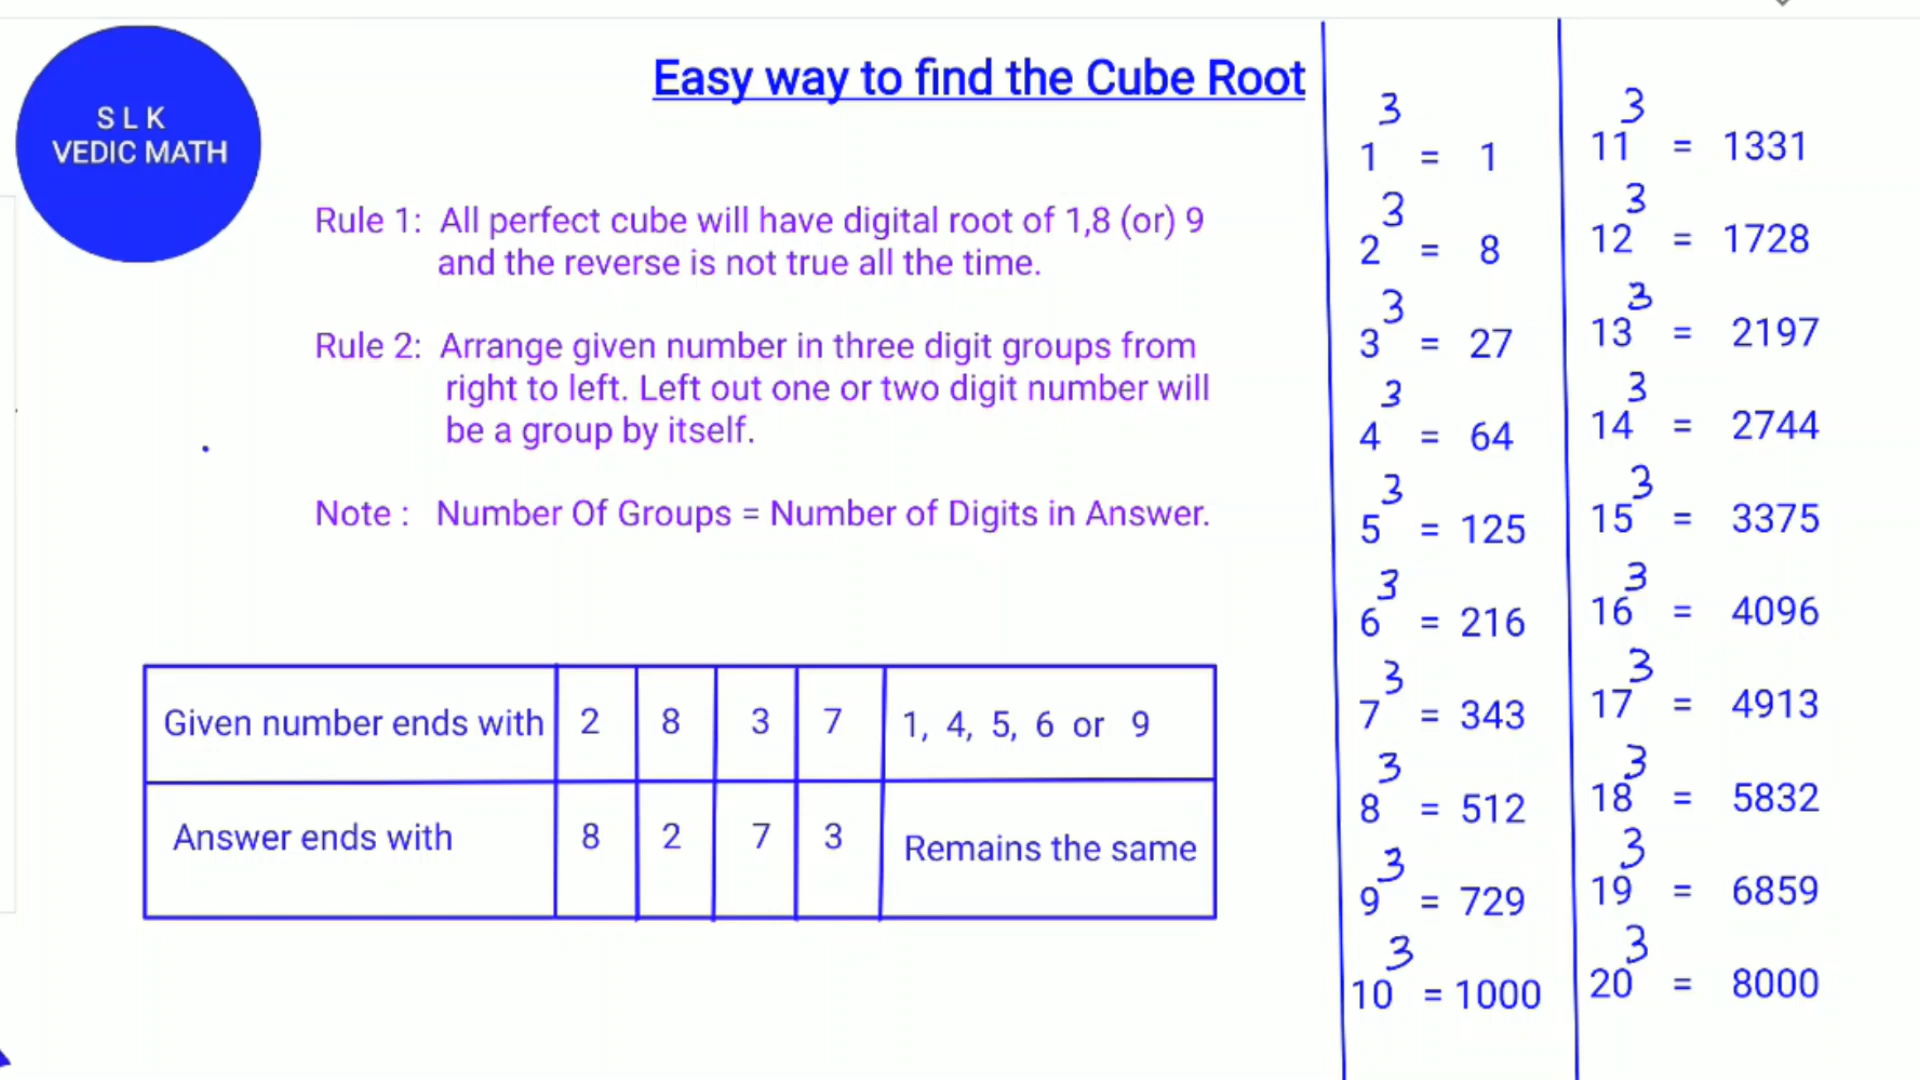 S L K
VEDIC MATH
Easy way to find the Cube Root
Rule 1: All perfect cube will have digital root of 1,8 (or) 9
and the reverse is not true all the time.
Rule 2: Arrange given number in three digit groups from
right to left. Left out one or two digit number will
be a group by itself.
Note : Number Of Groups = Number of Digits in Answer.
Given number ends with 2 8 3 7 1, 4, 5, 6 or 9
Answer ends with 8 2 7 3 Remains the same
1³ = 1
2³ = 8
3³ = 27
4³ = 64
5³ = 125
6³ = 216
7³ = 343
8³ = 512
9³ = 729
10³ = 1000
11³ = 1331
12³ = 1728
13³ = 2197
14³ = 2744
15³ = 3375
16³ = 4096
17³ = 4913
18³ = 5832
19³ = 6859
20³ = 8000